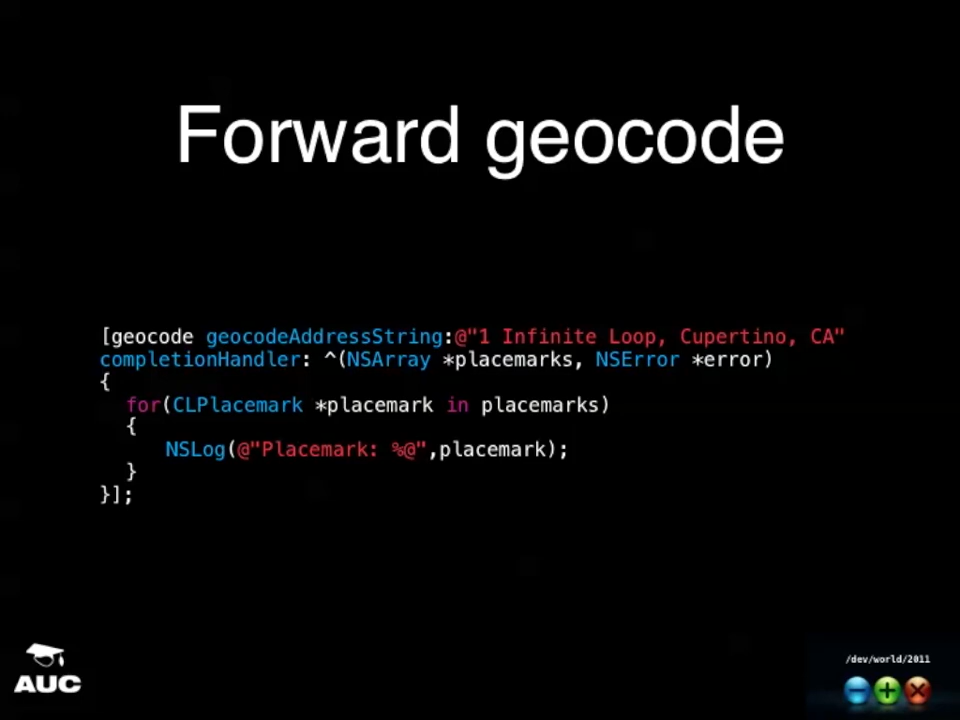 Forward geocode
[geocode geocodeAddressString:@"1 Infinite Loop, Cupertino, CA"
completionHandler: ^(NSArray *placemarks, NSError *error)
{
for(CLPlacemark *placemark in placemarks)
{
NSLog(@"Placemark: %@",placemark);
}
}];
AUC
/dev/world/2011